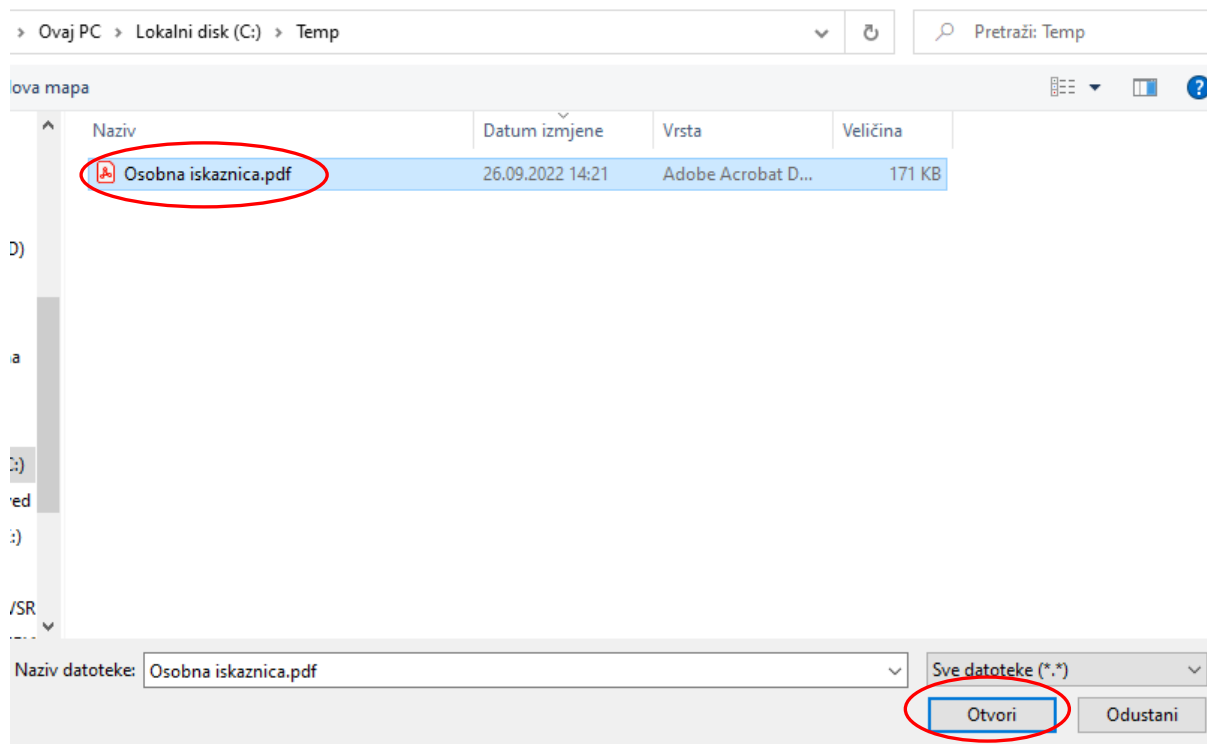 Ovaj PC > Lokalni disk (C:) > Temp
Pretraži: Temp
ova mapa
Naziv Datum izmjene Vrsta Veličina
Osobna iskaznica.pdf 26.09.2022 14:21 Adobe Acrobat D... 171 KB
D)
a
C:)
red
:)
VSR
Naziv datoteke: Osobna iskaznica.pdf Sve datoteke (*.*)
Otvori Odustani